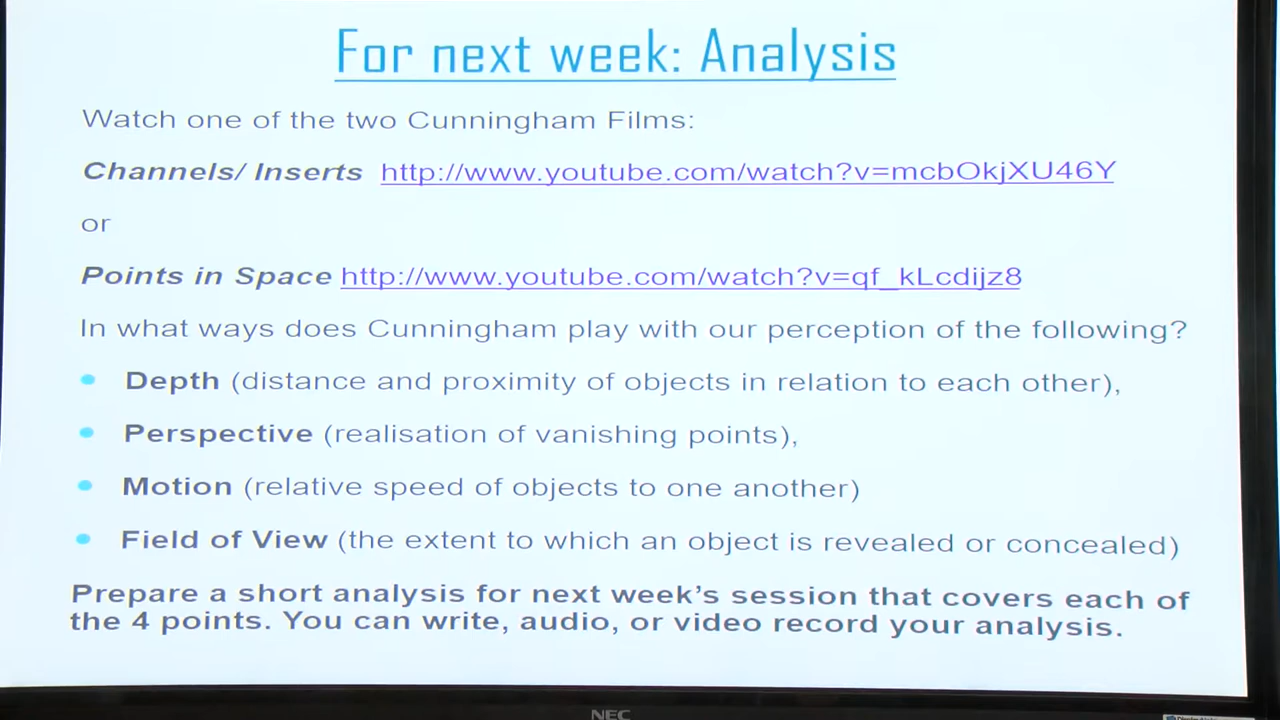 For next week: Analysis
Watch one of the two Cunningham Films:
Channels/ Inserts http://www.youtube.com/watch?v=mcbOkjXU46Y
or
Points in Space http://www.youtube.com/watch?v=qf_kLcdijz8
In what ways does Cunningham play with our perception of the following?
Depth (distance and proximity of objects in relation to each other),
Perspective (realisation of vanishing points),
Motion (relative speed of objects to one another)
Field of View (the extent to which an object is revealed or concealed)
Prepare a short analysis for next week's session that covers each of
the 4 points. You can write, audio, or video record your analysis.
NEC